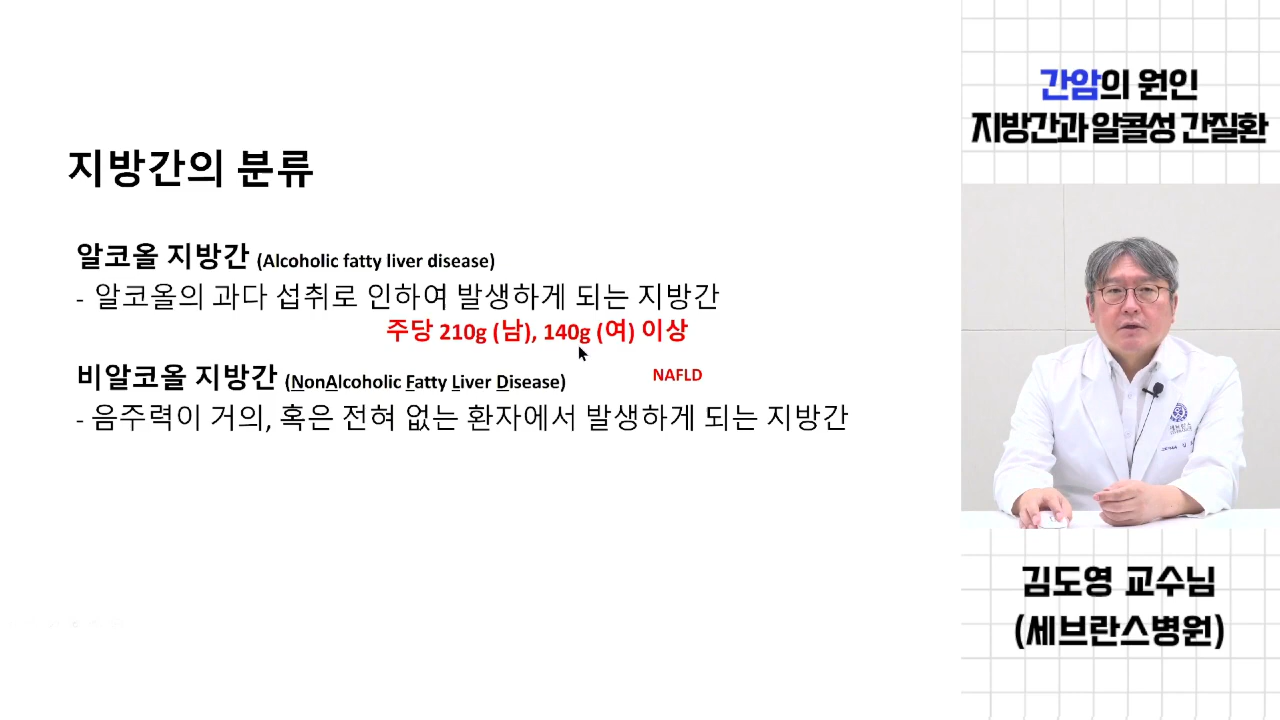 지방간의 분류
알코올 지방간 (Alcoholic fatty liver disease)
- 알코올의 과다 섭취로 인하여 발생하게 되는 지방간
주당 210g (남), 140g (여) 이상
비알코올 지방간 (NonAlcoholic Fatty Liver Disease) NAFLD
- 음주력이 거의, 혹은 전혀 없는 환자에서 발생하게 되는 지방간
간암의 원인
지방간과 알콜성 간질환
세브란스
김도영 교수님
(세브란스병원)